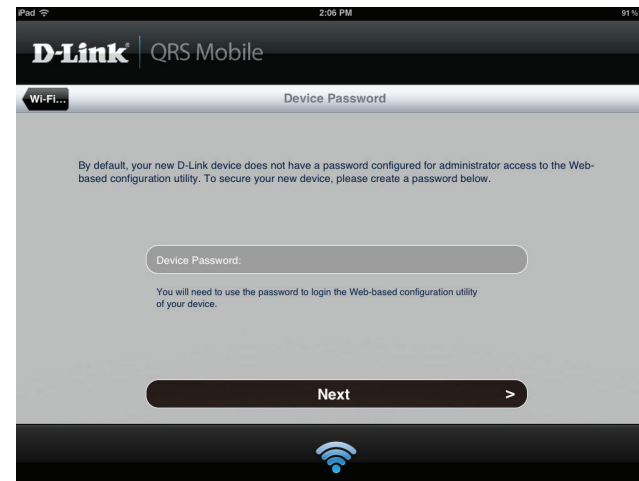 iPad 2:06 PM 91%
D-Link QRS Mobile
Wi-Fi... Device Password
By default, your new D-Link device does not have a password configured for administrator access to the Web-
based configuration utility. To secure your new device, please create a password below.
Device Password:
You will need to use the password to login the Web-based configuration utility
of your device.
Next >